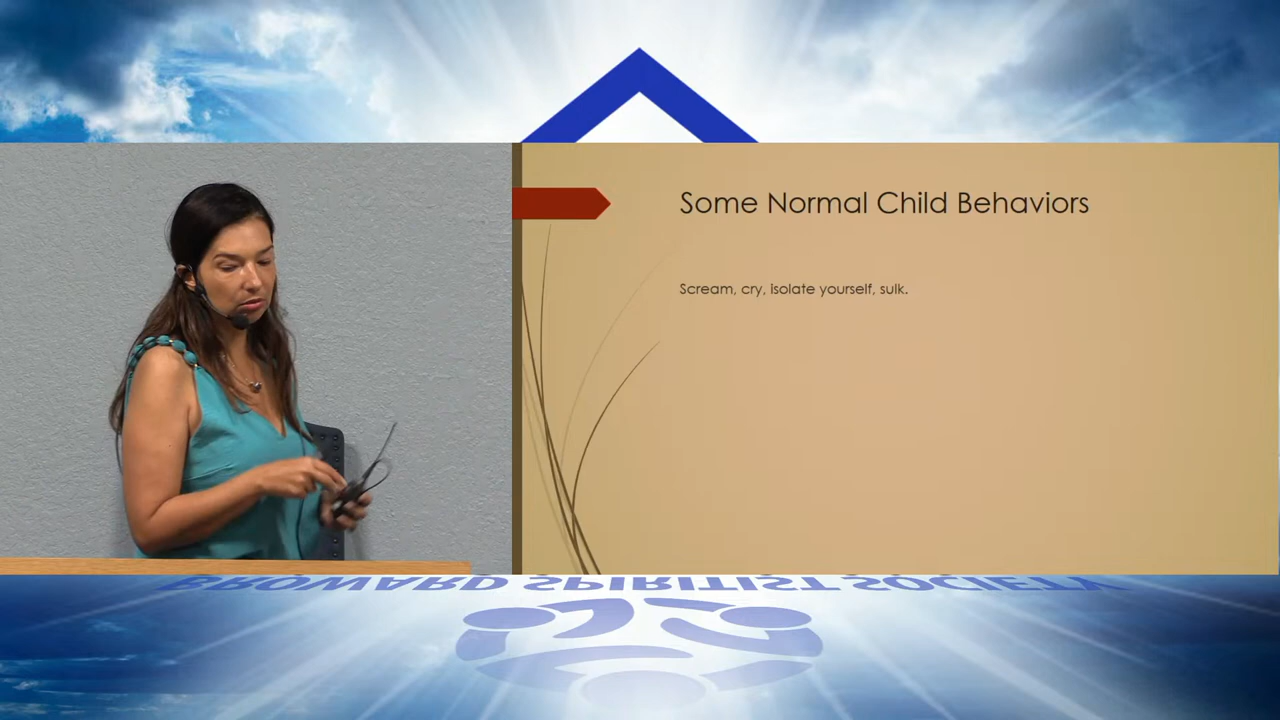 Some Normal Child Behaviors
Scream, cry, isolate yourself, sulk.
BROWARD SPIRITIST SOCIETY